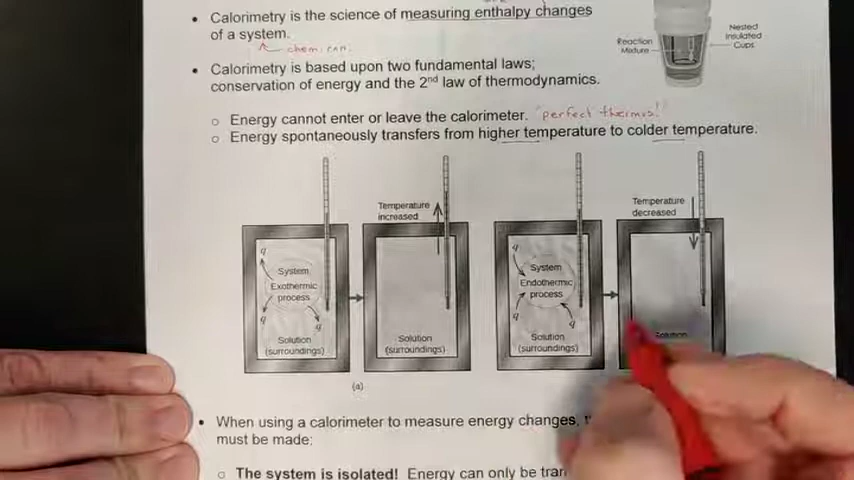 • Calorimetry is the science of measuring enthalpy changes
of a system.
chemical
• Calorimetry is based upon two fundamental laws;
conservation of energy and the 2nd law of thermodynamics.
Reaction
Mixture
Nested
Insulated
Cups
o Energy cannot enter or leave the calorimeter. "perfect thermos!"
o Energy spontaneously transfers from higher temperature to colder temperature.
q
System
Exothermic
process
q
q
Solution
(surroundings)
Temperature
increased
Solution
(surroundings)
(a)
q
System
Endothermic
process
q
q
Solution
(surroundings)
Temperature
decreased
Solution
• When using a calorimeter to measure energy changes,
must be made:
o The system is isolated! Energy can only be